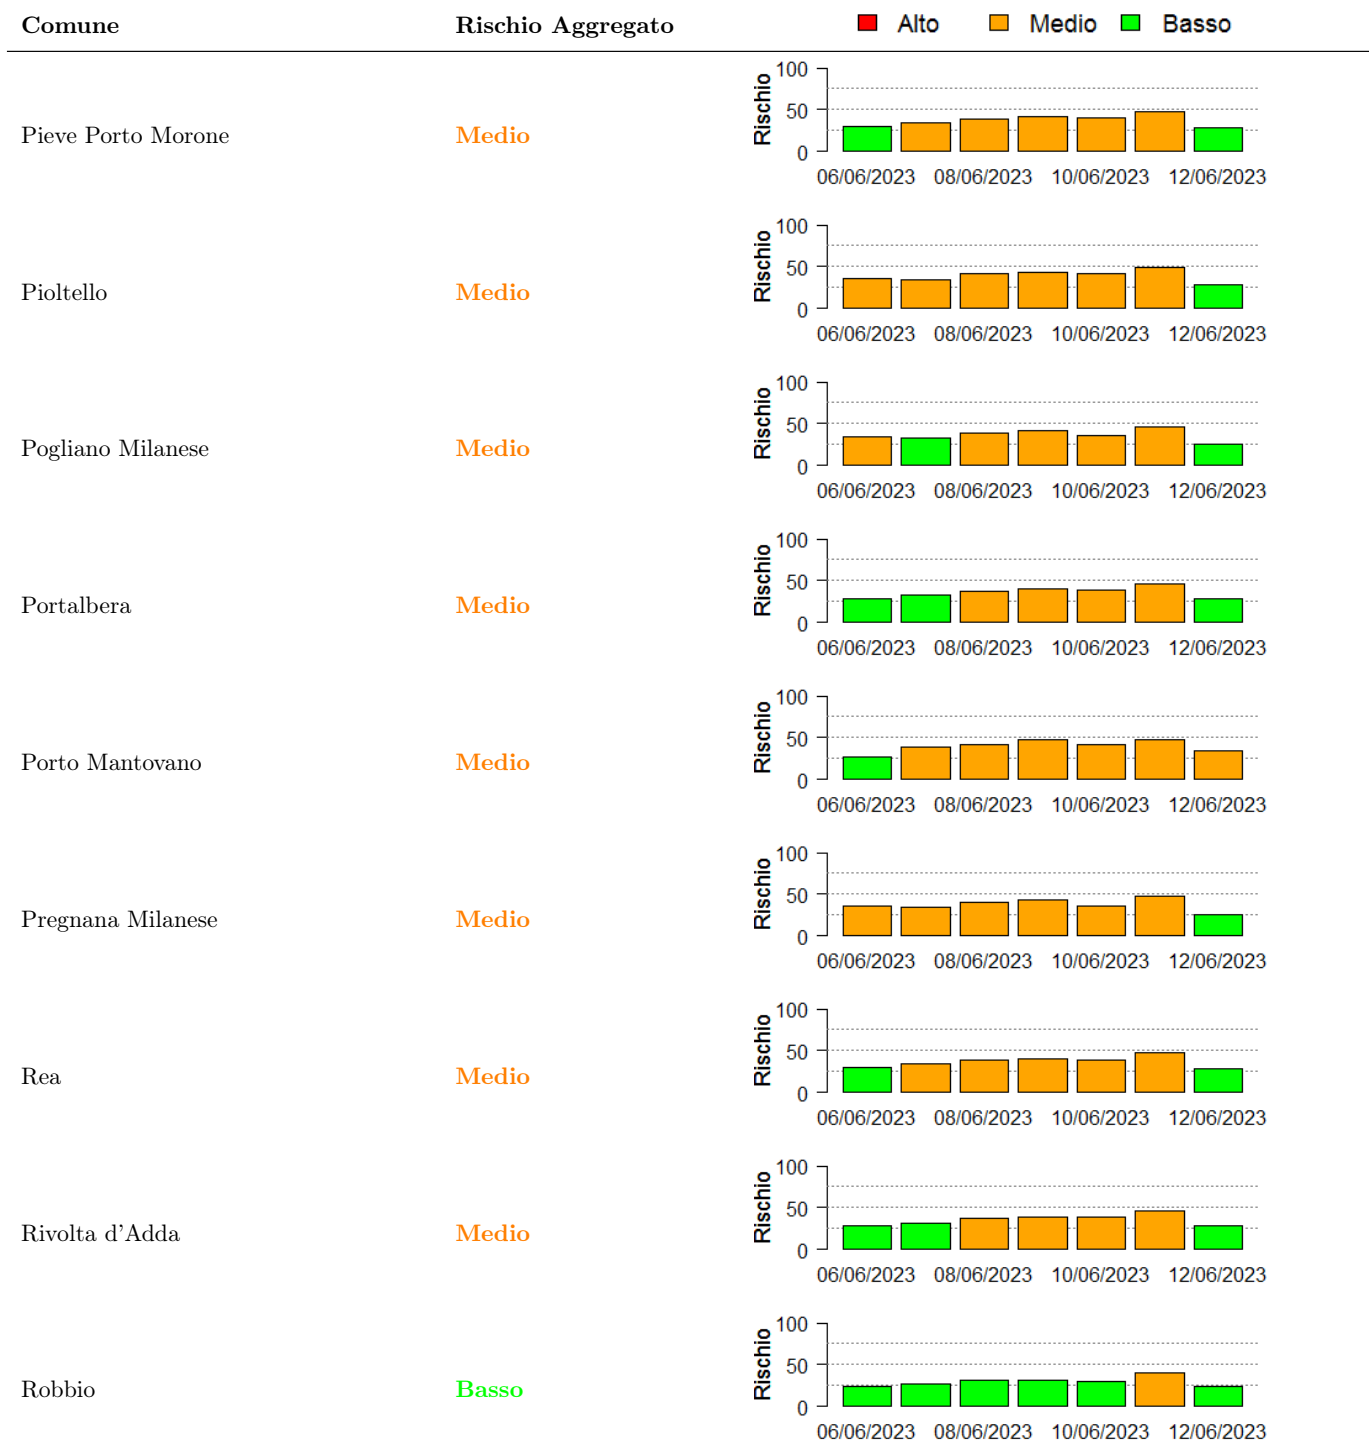 Comune Rischio Aggregato Alto Medio Basso
Pieve Porto Morone Medio
Rischio
100
50
0
06/06/2023 08/06/2023 10/06/2023 12/06/2023
Pioltello Medio
Rischio
100
50
0
06/06/2023 08/06/2023 10/06/2023 12/06/2023
Pogliano Milanese Medio
Rischio
100
50
0
06/06/2023 08/06/2023 10/06/2023 12/06/2023
Portalbera Medio
Rischio
100
50
0
06/06/2023 08/06/2023 10/06/2023 12/06/2023
Porto Mantovano Medio
Rischio
100
50
0
06/06/2023 08/06/2023 10/06/2023 12/06/2023
Pregnana Milanese Medio
Rischio
100
50
0
06/06/2023 08/06/2023 10/06/2023 12/06/2023
Rea Medio
Rischio
100
50
0
06/06/2023 08/06/2023 10/06/2023 12/06/2023
Rivolta d'Adda Medio
Rischio
100
50
0
06/06/2023 08/06/2023 10/06/2023 12/06/2023
Robbio Basso
Rischio
100
50
0
06/06/2023 08/06/2023 10/06/2023 12/06/2023